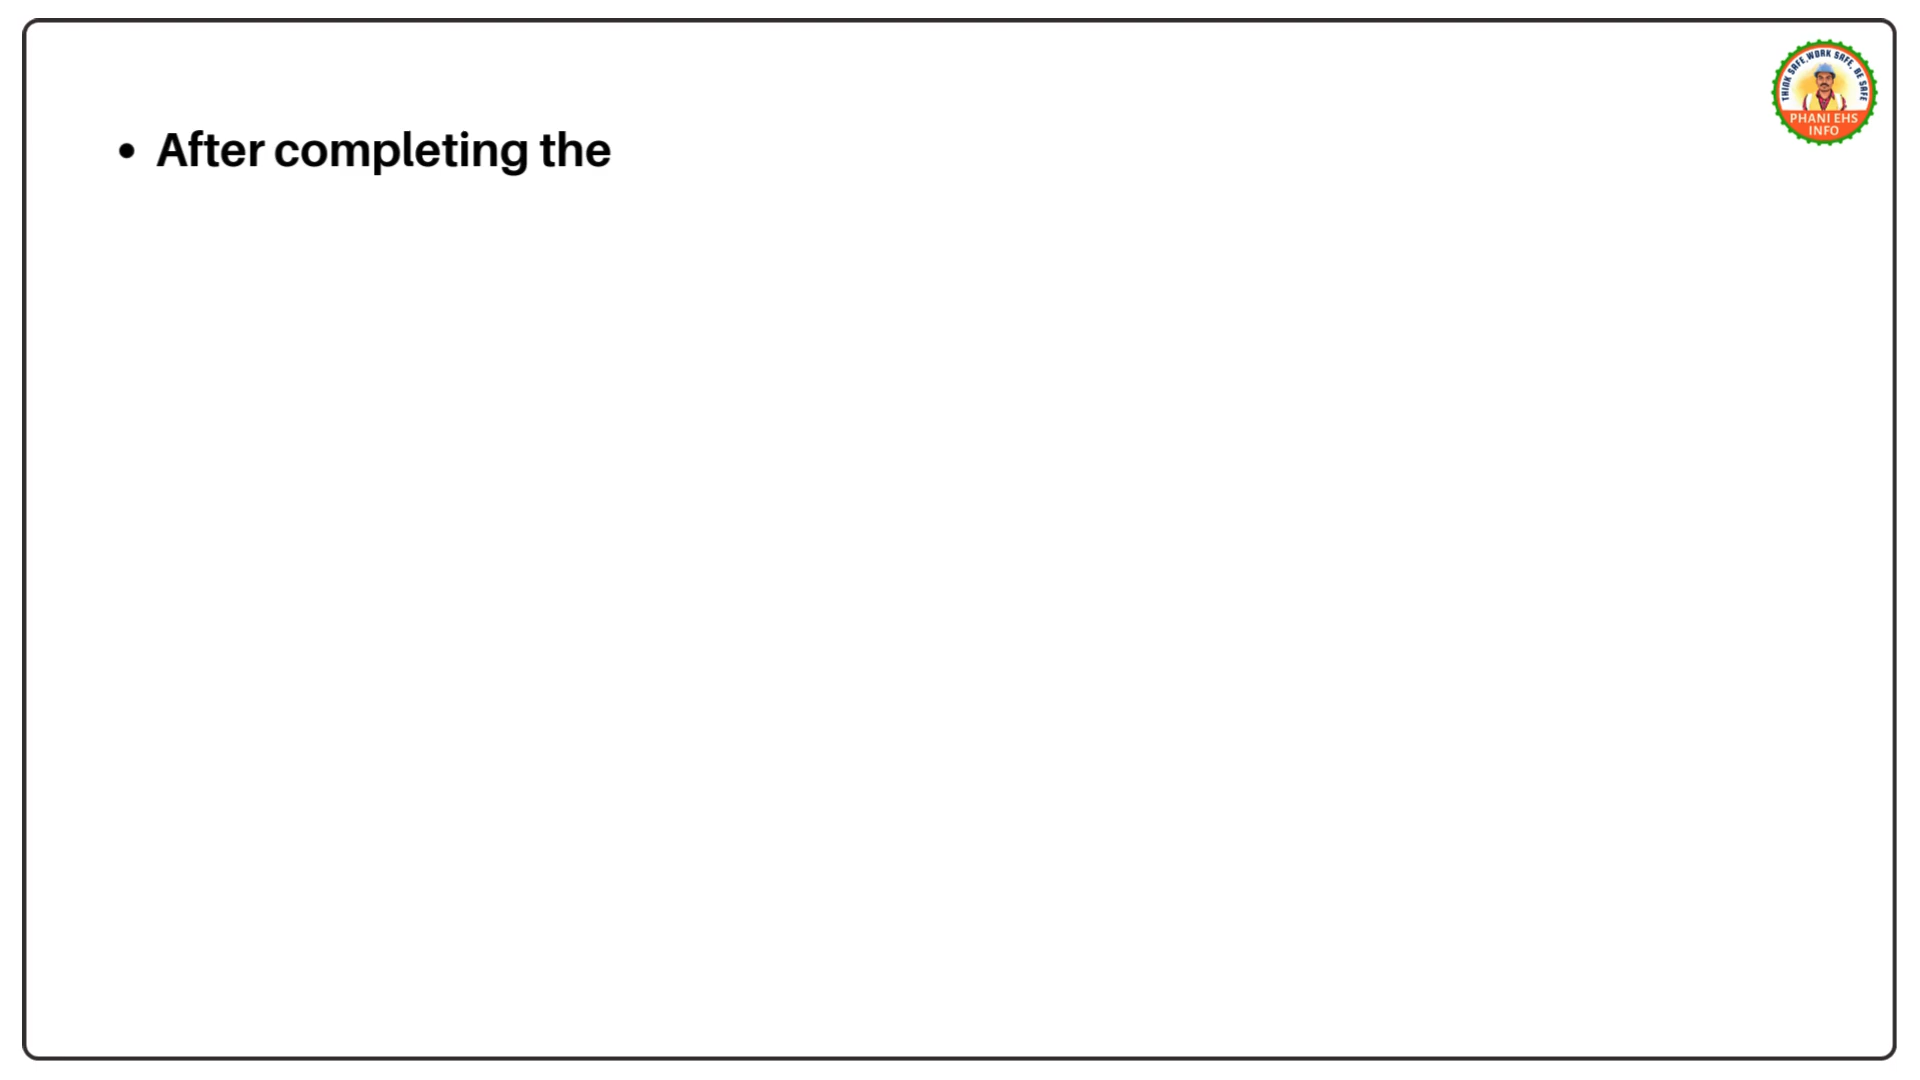 THINK SAFE, WORK SAFE, BE SAFE
PHANI EHS
INFO
• After completing the